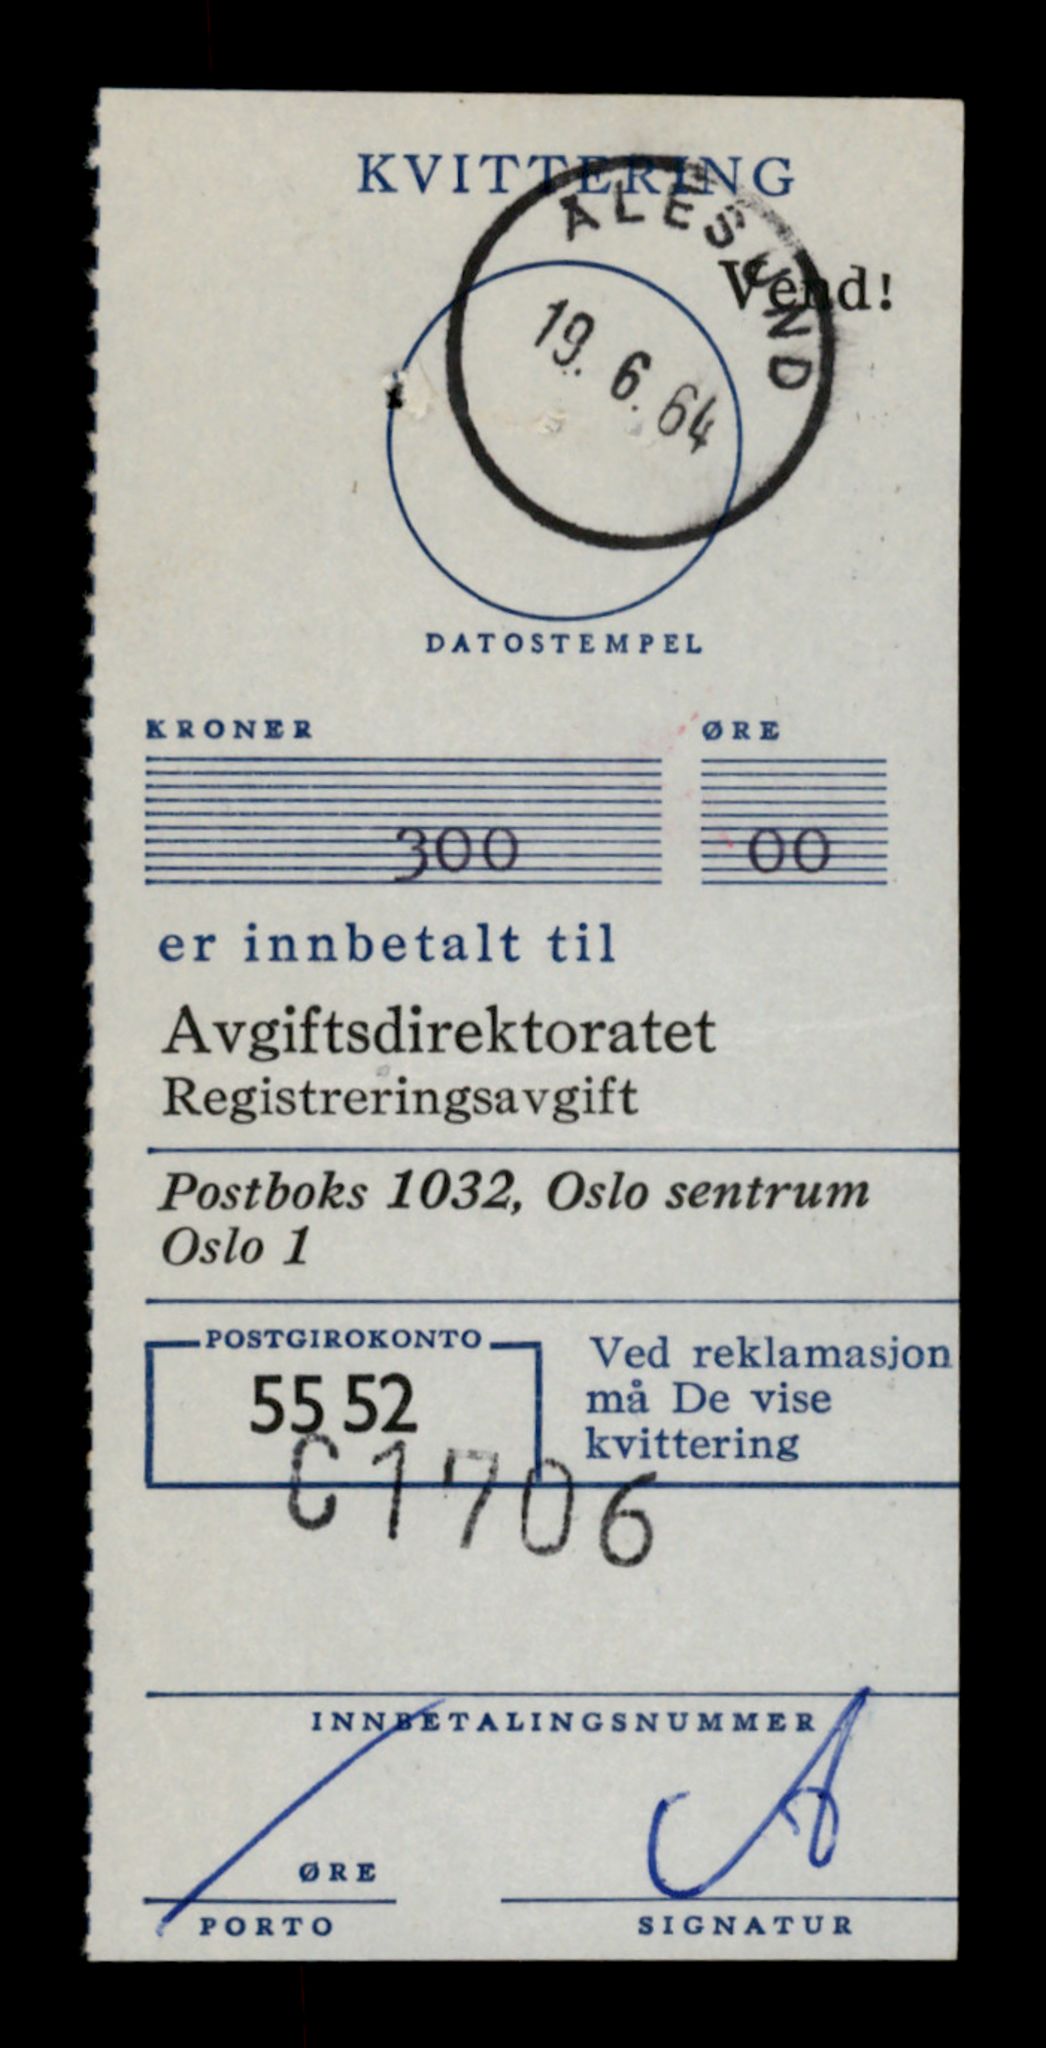 KVITTERING
ÅLESUND
Vend!
19. 6. 64
DATOSTEMPEL
KRONER ØRE
300 00
er innbetalt til
Avgiftsdirektoratet
Registreringsavgift
Postboks 1032, Oslo sentrum
Oslo 1
POSTGIROKONTO
55 52
Ved reklamasjon
må De vise
kvittering
C1706
INNBETALINGSNUMMER
ØRE
PORTO
SIGNATUR